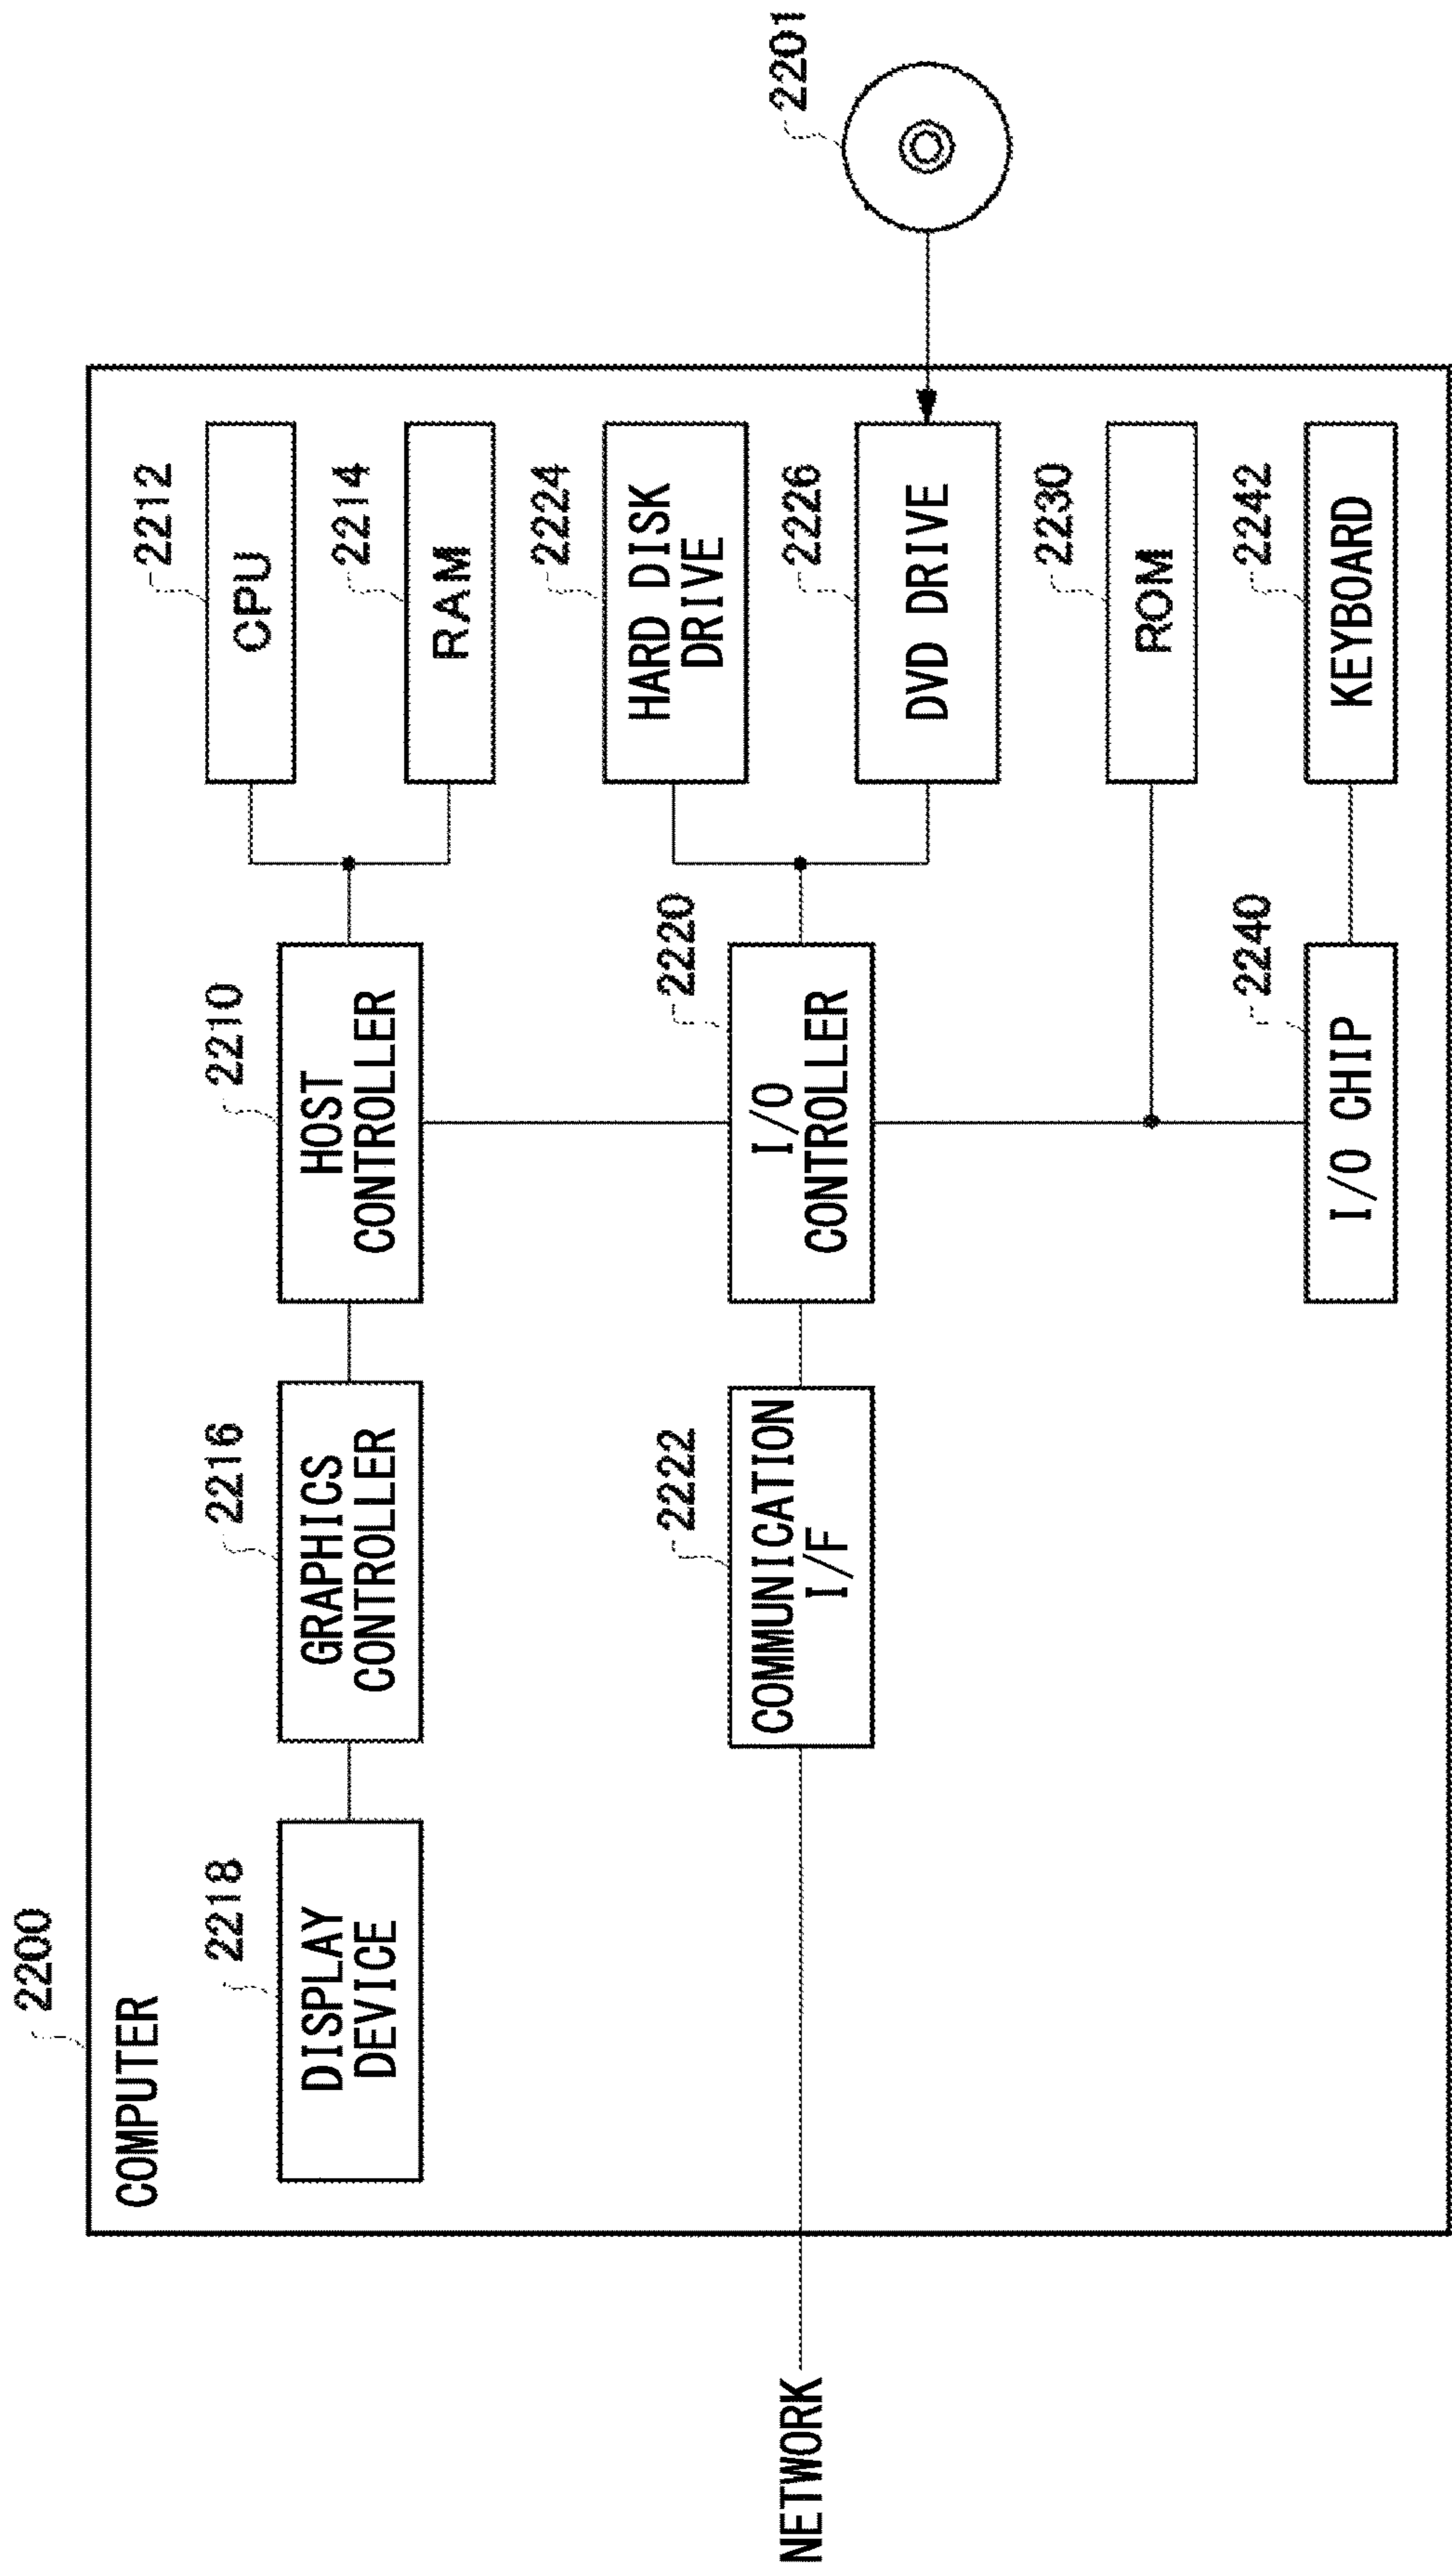 2200
COMPUTER
2218
DISPLAY
DEVICE
2216
GRAPHICS
CONTROLLER
2210
HOST
CONTROLLER
2212
CPU
2214
RAM
NETWORK
2222
COMMUNICATION
I/F
2220
I/O
CONTROLLER
2224
HARD DISK
DRIVE
2226
DVD DRIVE
2201
2230
ROM
2240
I/O CHIP
2242
KEYBOARD